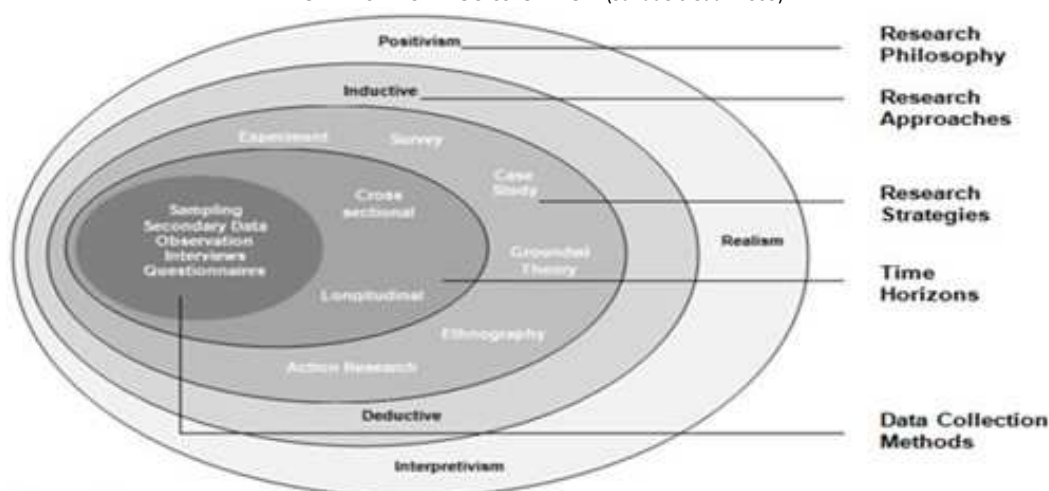 Positivism
Research
Philosophy
Inductive
Research
Approaches
Experiment
Survey
Case
Study
Research
Strategies
Cross
sectional
Sampling
Secondary Data
Observation
Interviews
Questionnaires
Realism
Grounded
Theory
Time
Horizons
Longitudinal
Ethnography
Action Research
Deductive
Data Collection
Methods
Interpretivism